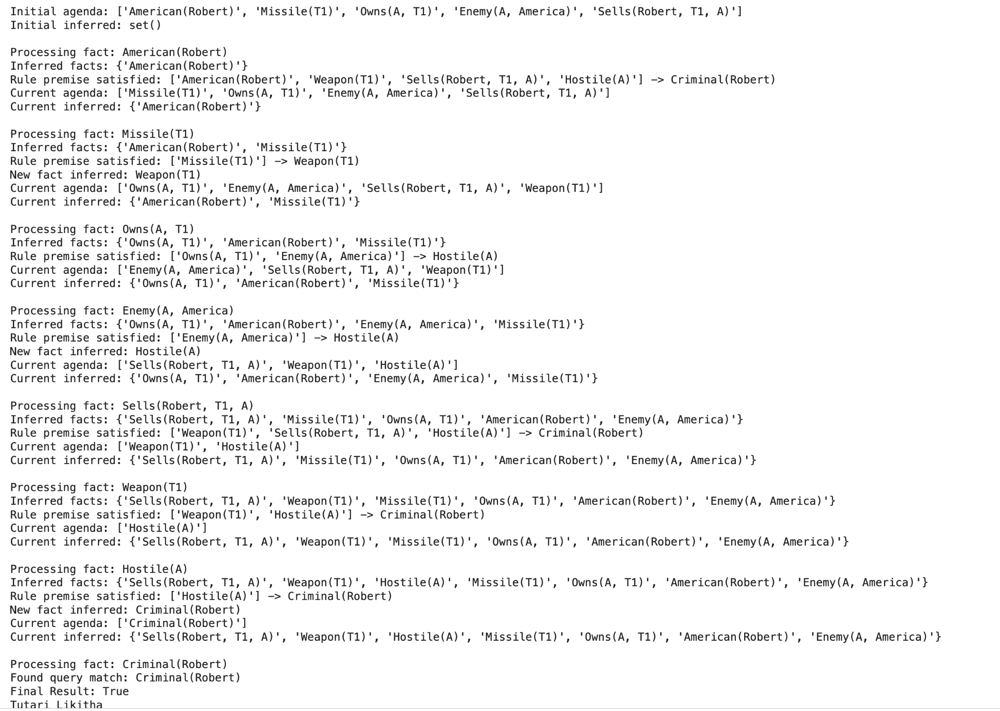 Initial agenda: ['American(Robert)', 'Missile(T1)', 'Owns(A, T1)', 'Enemy(A, America)', 'Sells(Robert, T1, A)']
Initial inferred: set()

Processing fact: American(Robert)
Inferred facts: {'American(Robert)'}
Rule premise satisfied: ['American(Robert)', 'Weapon(T1)', 'Sells(Robert, T1, A)', 'Hostile(A)'] -> Criminal(Robert)
Current agenda: ['Missile(T1)', 'Owns(A, T1)', 'Enemy(A, America)', 'Sells(Robert, T1, A)']
Current inferred: {'American(Robert)'}

Processing fact: Missile(T1)
Inferred facts: {'American(Robert)', 'Missile(T1)'}
Rule premise satisfied: ['Missile(T1)'] -> Weapon(T1)
New fact inferred: Weapon(T1)
Current agenda: ['Owns(A, T1)', 'Enemy(A, America)', 'Sells(Robert, T1, A)', 'Weapon(T1)']
Current inferred: {'American(Robert)', 'Missile(T1)'}

Processing fact: Owns(A, T1)
Inferred facts: {'Owns(A, T1)', 'American(Robert)', 'Missile(T1)'}
Rule premise satisfied: ['Owns(A, T1)', 'Enemy(A, America)'] -> Hostile(A)
Current agenda: ['Enemy(A, America)', 'Sells(Robert, T1, A)', 'Weapon(T1)']
Current inferred: {'Owns(A, T1)', 'American(Robert)', 'Missile(T1)'}

Processing fact: Enemy(A, America)
Inferred facts: {'Owns(A, T1)', 'American(Robert)', 'Enemy(A, America)', 'Missile(T1)'}
Rule premise satisfied: ['Enemy(A, America)'] -> Hostile(A)
New fact inferred: Hostile(A)
Current agenda: ['Sells(Robert, T1, A)', 'Weapon(T1)', 'Hostile(A)']
Current inferred: {'Owns(A, T1)', 'American(Robert)', 'Enemy(A, America)', 'Missile(T1)'}

Processing fact: Sells(Robert, T1, A)
Inferred facts: {'Sells(Robert, T1, A)', 'Missile(T1)', 'Owns(A, T1)', 'American(Robert)', 'Enemy(A, America)'}
Rule premise satisfied: ['Weapon(T1)', 'Sells(Robert, T1, A)', 'Hostile(A)'] -> Criminal(Robert)
Current agenda: ['Weapon(T1)', 'Hostile(A)']
Current inferred: {'Sells(Robert, T1, A)', 'Missile(T1)', 'Owns(A, T1)', 'American(Robert)', 'Enemy(A, America)'}

Processing fact: Weapon(T1)
Inferred facts: {'Sells(Robert, T1, A)', 'Weapon(T1)', 'Missile(T1)', 'Owns(A, T1)', 'American(Robert)', 'Enemy(A, America)'}
Rule premise satisfied: ['Weapon(T1)', 'Hostile(A)'] -> Criminal(Robert)
Current agenda: ['Hostile(A)']
Current inferred: {'Sells(Robert, T1, A)', 'Weapon(T1)', 'Missile(T1)', 'Owns(A, T1)', 'American(Robert)', 'Enemy(A, America)'}

Processing fact: Hostile(A)
Inferred facts: {'Sells(Robert, T1, A)', 'Weapon(T1)', 'Hostile(A)', 'Missile(T1)', 'Owns(A, T1)', 'American(Robert)', 'Enemy(A, America)'}
Rule premise satisfied: ['Hostile(A)'] -> Criminal(Robert)
New fact inferred: Criminal(Robert)
Current agenda: ['Criminal(Robert)']
Current inferred: {'Sells(Robert, T1, A)', 'Weapon(T1)', 'Hostile(A)', 'Missile(T1)', 'Owns(A, T1)', 'American(Robert)', 'Enemy(A, America)'}

Processing fact: Criminal(Robert)
Found query match: Criminal(Robert)
Final Result: True
Tutari Likitha